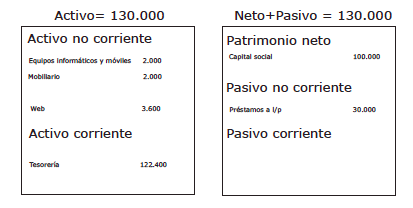 Activo= 130.000
Activo no corriente
Equipos informáticos y móviles 2.000
Mobiliario 2.000
Web 3.600
Activo corriente
Tesorería 122.400
Neto+Pasivo = 130.000
Patrimonio neto
Capital social 100.000
Pasivo no corriente
Préstamos a l/p 30.000
Pasivo corriente